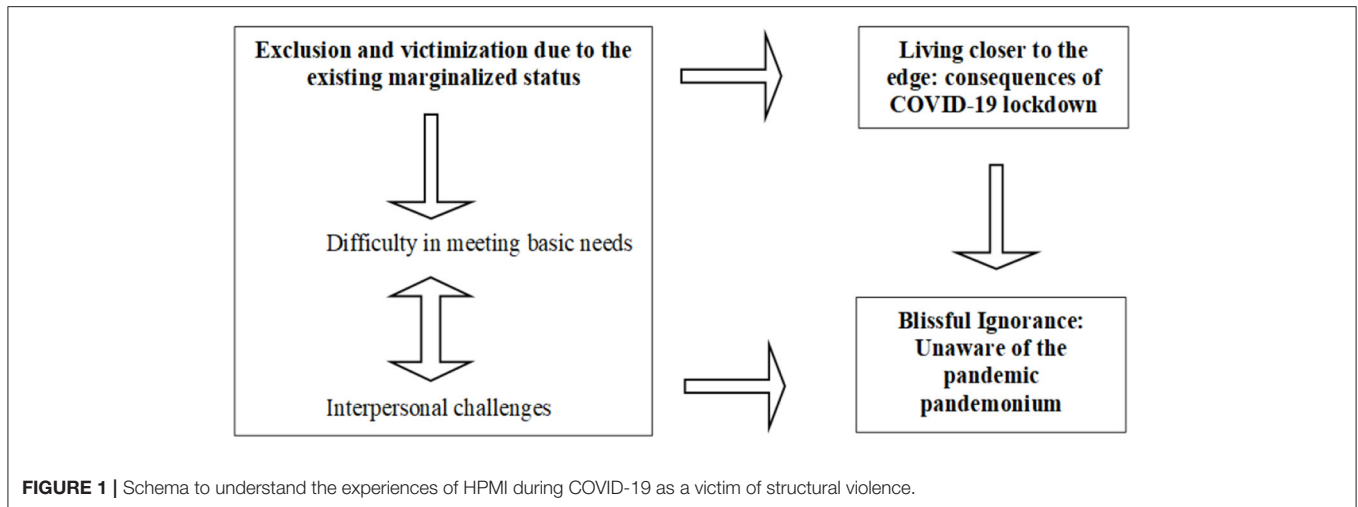 Exclusion and victimization due to the
existing marginalized status
Difficulty in meeting basic needs
Interpersonal challenges
Living closer to the
edge: consequences of
COVID-19 lockdown
Blissful Ignorance:
Unaware of the
pandemic
pandemonium
FIGURE 1 | Schema to understand the experiences of HPMI during COVID-19 as a victim of structural violence.